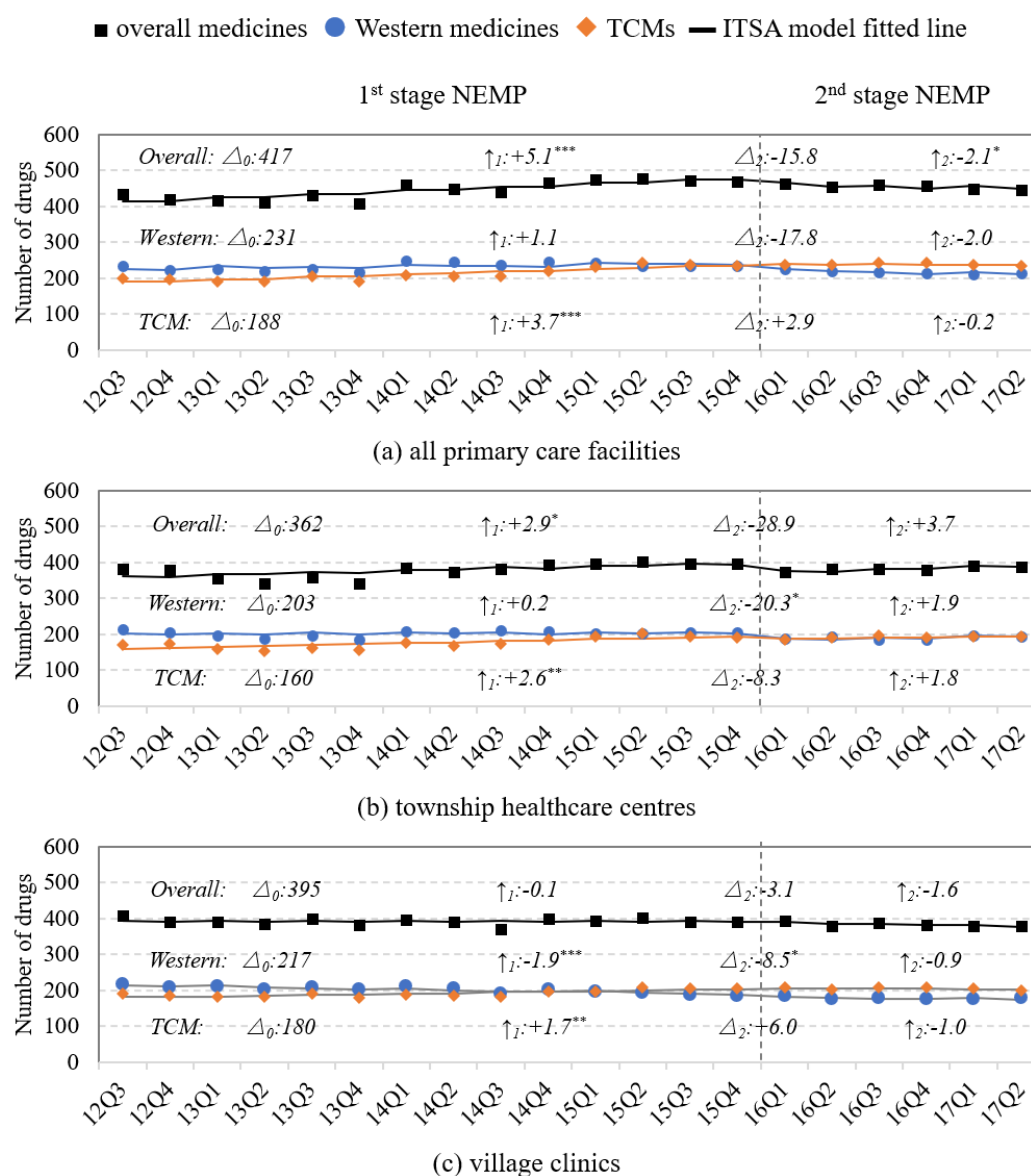 ■ overall medicines ● Western medicines ◆ TCMs — ITSA model fitted line
1st stage NEMP 2nd stage NEMP
Number of drugs
600
500
400
300
200
100
0
Overall: △0:417 ↑1:+5.1*** △2:-15.8 ↑2:-2.1*
Western: △0:231 ↑1:+1.1 △2:-17.8 ↑2:-2.0
TCM: △0:188 ↑1:+3.7*** △2:+2.9 ↑2:-0.2
12Q3 12Q4 13Q1 13Q2 13Q3 13Q4 14Q1 14Q2 14Q3 14Q4 15Q1 15Q2 15Q3 15Q4 16Q1 16Q2 16Q3 16Q4 17Q1 17Q2
(a) all primary care facilities
Number of drugs
600
500
400
300
200
100
0
Overall: △0:362 ↑1:+2.9* △2:-28.9 ↑2:+3.7
Western: △0:203 ↑1:+0.2 △2:-20.3* ↑2:+1.9
TCM: △0:160 ↑1:+2.6** △2:-8.3 ↑2:+1.8
12Q3 12Q4 13Q1 13Q2 13Q3 13Q4 14Q1 14Q2 14Q3 14Q4 15Q1 15Q2 15Q3 15Q4 16Q1 16Q2 16Q3 16Q4 17Q1 17Q2
(b) township healthcare centres
Number of drugs
600
500
400
300
200
100
0
Overall: △0:395 ↑1:-0.1 △2:-3.1 ↑2:-1.6
Western: △0:217 ↑1:-1.9*** △2:-8.5* ↑2:-0.9
TCM: △0:180 ↑1:+1.7** △2:+6.0 ↑2:-1.0
12Q3 12Q4 13Q1 13Q2 13Q3 13Q4 14Q1 14Q2 14Q3 14Q4 15Q1 15Q2 15Q3 15Q4 16Q1 16Q2 16Q3 16Q4 17Q1 17Q2
(c) village clinics